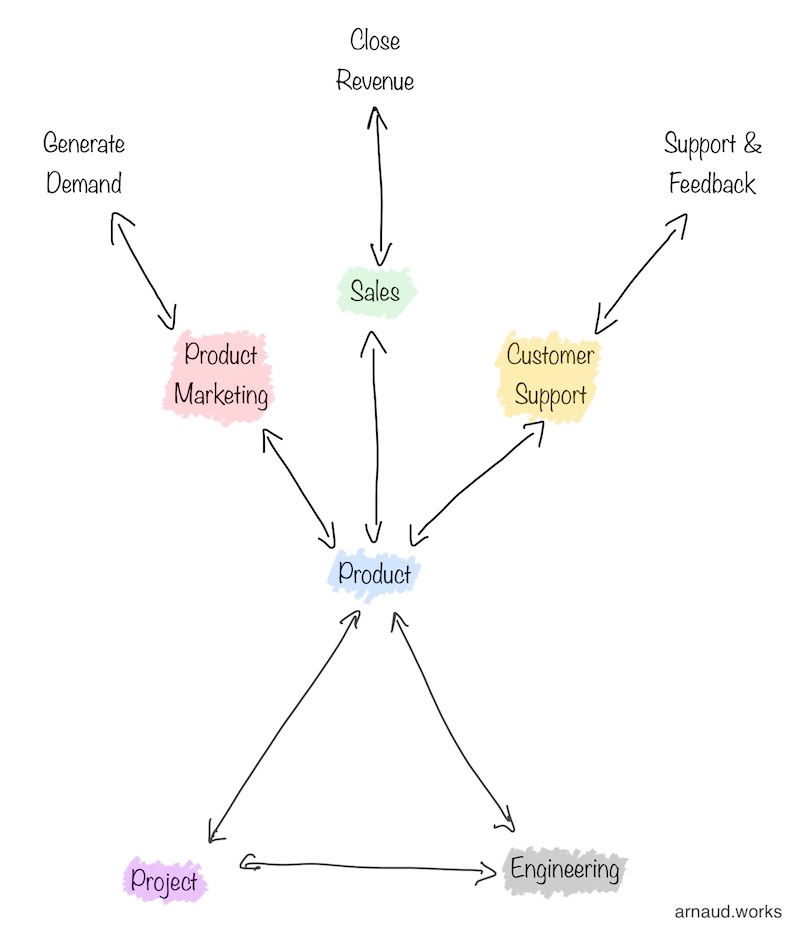 Close
Revenue
Generate
Demand
Support &
Feedback
Sales
Product
Marketing
Customer
Support
Product
Project
Engineering
arnaud.works